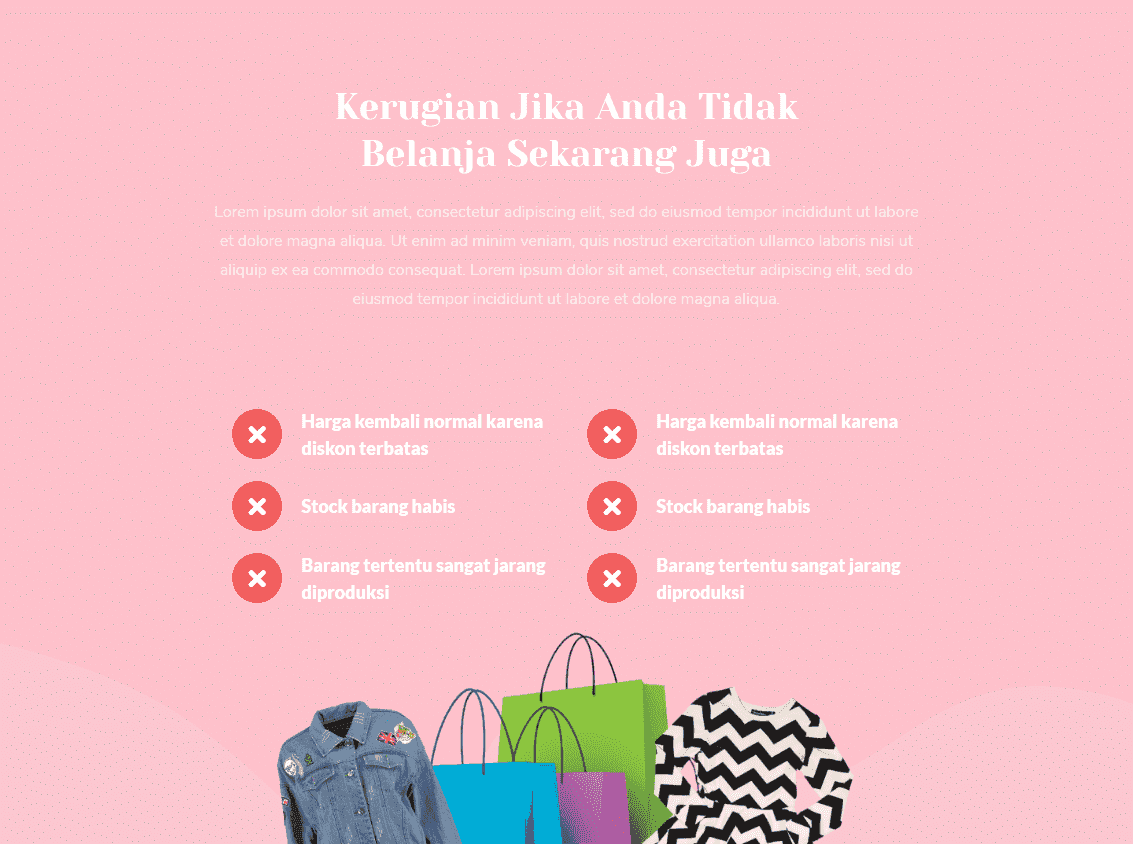 Kerugian Jika Anda Tidak
Belanja Sekarang Juga
Lorem ipsum dolor sit amet, consectetur adipiscing elit, sed do eiusmod tempor incididunt ut labore
et dolore magna aliqua. Ut enim ad minim veniam, quis nostrud exercitation ullamco laboris nisi ut
aliquip ex ea commodo consequat. Lorem ipsum dolor sit amet, consectetur adipiscing elit, sed do
eiusmod tempor incididunt ut labore et dolore magna aliqua.
Harga kembali normal karena
diskon terbatas
Stock barang habis
Barang tertentu sangat jarang
diproduksi
Harga kembali normal karena
diskon terbatas
Stock barang habis
Barang tertentu sangat jarang
diproduksi